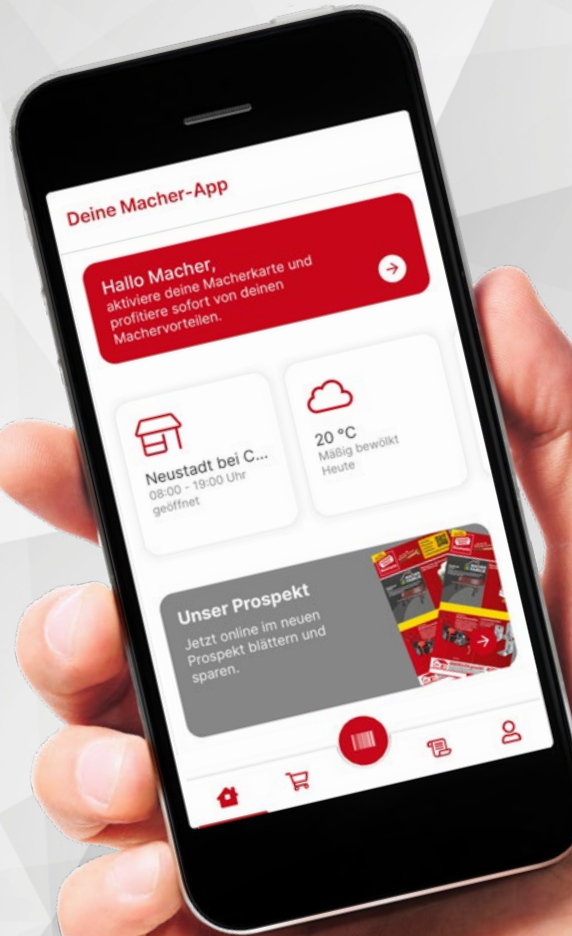 Deine Macher-App
Hallo Macher,
aktiviere deine Macherkarte und
profitiere sofort von deinen
Machervorteilen.
Neustadt bei C...
08:00 - 19:00 Uhr
geöffnet
20 °C
Mäßig bewölkt
Heute
Unser Prospekt
Jetzt online im neuen
Prospekt blättern und
sparen.